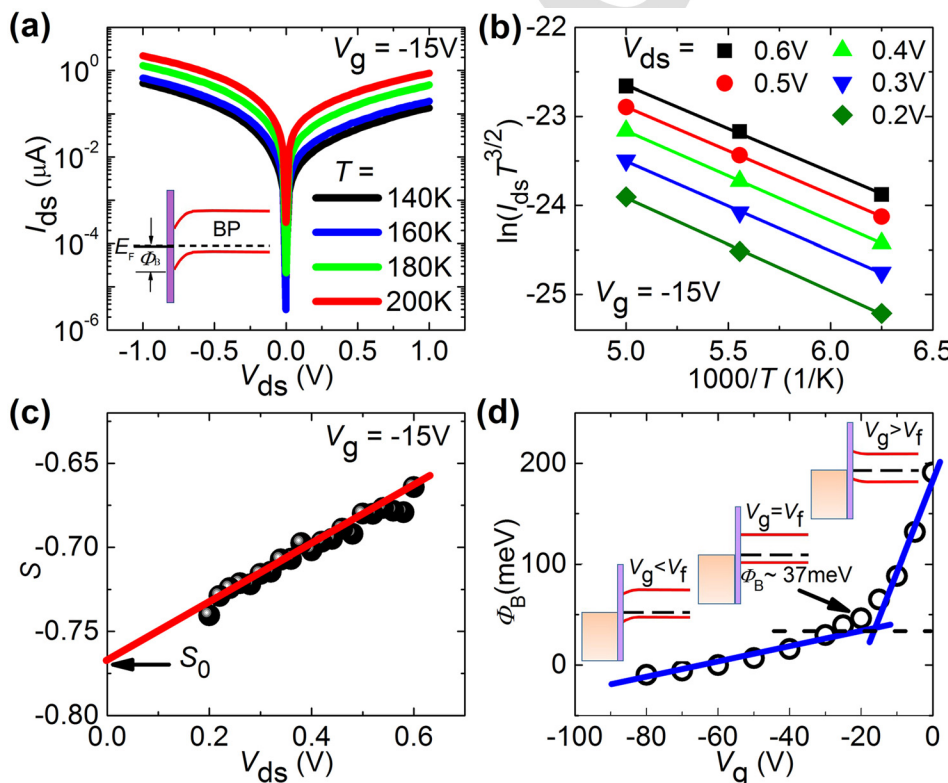 (a)
V_g = -15V
10^0
10^-2
10^-4
10^-6
I_ds (μA)
T =
140K
160K
180K
200K
BP
E_F
Φ_B
-1.0 -0.5 0.0 0.5 1.0
V_ds (V)
(b)
V_ds =
0.6V
0.5V
0.4V
0.3V
0.2V
-22
-23
-24
-25
ln(I_ds T^3/2)
V_g = -15V
5.0 5.5 6.0 6.5
1000/T (1/K)
(c)
V_g = -15V
-0.65
-0.70
-0.75
-0.80
S
S_0
0.0 0.2 0.4 0.6
V_ds (V)
(d)
200
100
0
Φ_B(meV)
V_g>V_f
V_g=V_f
V_g<V_f
Φ_B~ 37meV
-100 -80 -60 -40 -20 0
V_g (V)